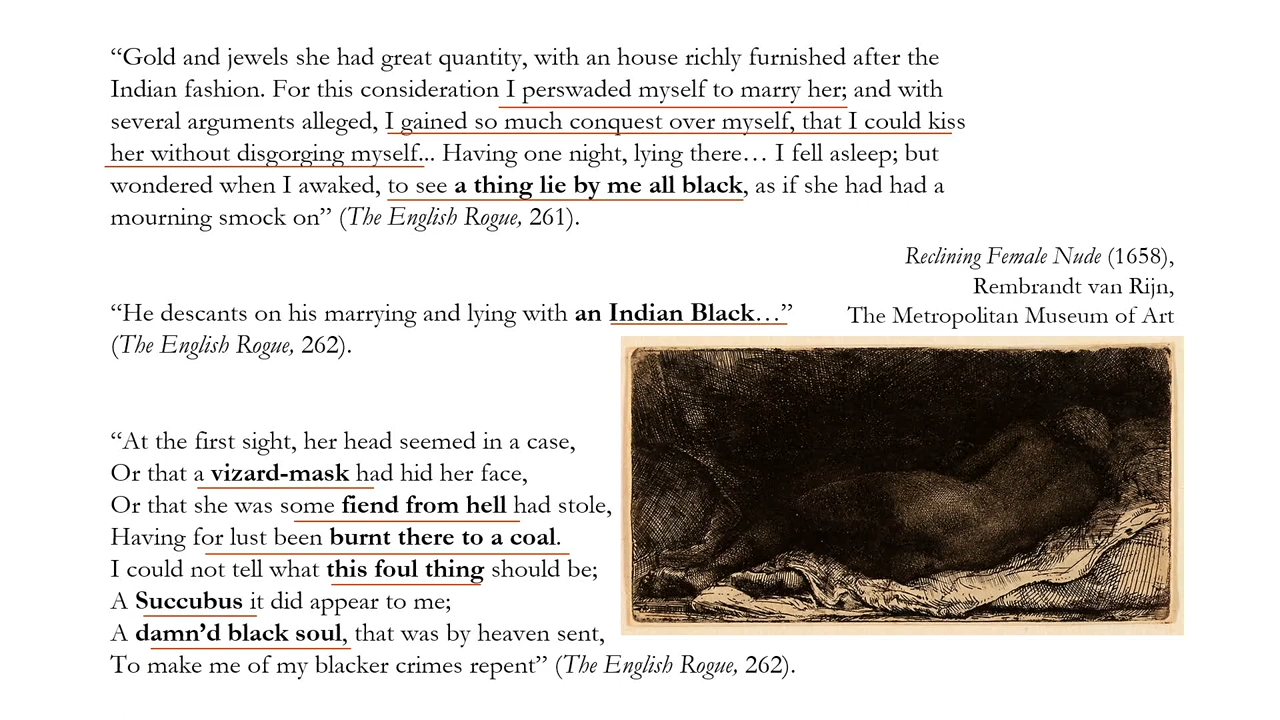 “Gold and jewels she had great quantity, with an house richly furnished after the
Indian fashion. For this consideration I perswaded myself to marry her; and with
several arguments alleged, I gained so much conquest over myself, that I could kiss
her without disgorging myself... Having one night, lying there… I fell asleep; but
wondered when I awaked, to see a thing lie by me all black, as if she had had a
mourning smock on” (The English Rogue, 261).
Reclining Female Nude (1658),
Rembrandt van Rijn,
The Metropolitan Museum of Art
“He descants on his marrying and lying with an Indian Black…”
(The English Rogue, 262).
“At the first sight, her head seemed in a case,
Or that a vizard-mask had hid her face,
Or that she was some fiend from hell had stole,
Having for lust been burnt there to a coal.
I could not tell what this foul thing should be;
A Succubus it did appear to me;
A damn’d black soul, that was by heaven sent,
To make me of my blacker crimes repent” (The English Rogue, 262).